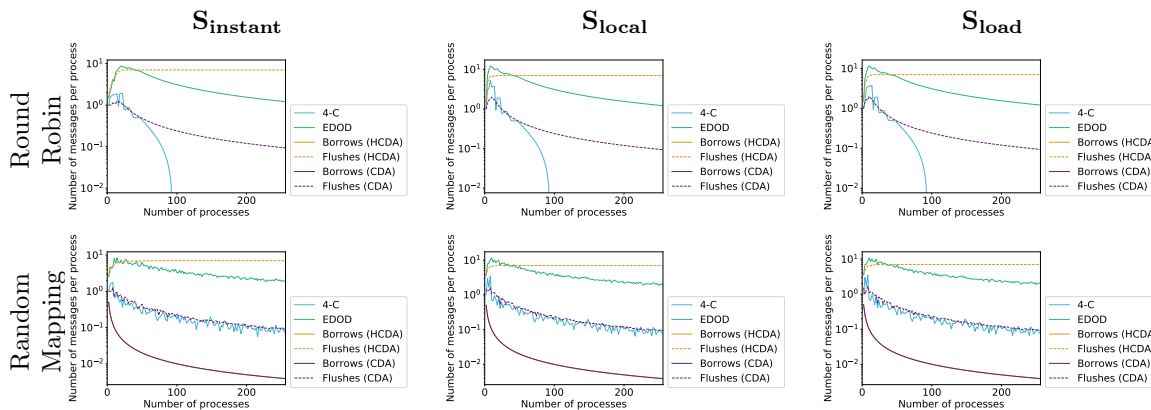 S_instant
S_local
S_load
Round
Robin
Number of messages per process
10^1
10^0
10^-1
10^-2
0
100
200
Number of processes
4-C
EDOD
Borrows (HCDA)
Flushes (HCDA)
Borrows (CDA)
Flushes (CDA)
Number of messages per process
10^1
10^0
10^-1
10^-2
0
100
200
Number of processes
4-C
EDOD
Borrows (HCDA)
Flushes (HCDA)
Borrows (CDA)
Flushes (CDA)
Number of messages per process
10^1
10^0
10^-1
10^-2
0
100
200
Number of processes
4-C
EDOD
Borrows (HCDA)
Flushes (HCDA)
Borrows (CDA)
Flushes (CDA)
Random
Mapping
Number of messages per process
10^1
10^0
10^-1
10^-2
0
100
200
Number of processes
4-C
EDOD
Borrows (HCDA)
Flushes (HCDA)
Borrows (CDA)
Flushes (CDA)
Number of messages per process
10^1
10^0
10^-1
10^-2
0
100
200
Number of processes
4-C
EDOD
Borrows (HCDA)
Flushes (HCDA)
Borrows (CDA)
Flushes (CDA)
Number of messages per process
10^1
10^0
10^-1
10^-2
0
100
200
Number of processes
4-C
EDOD
Borrows (HCDA)
Flushes (HCDA)
Borrows (CDA)
Flushes (CDA)